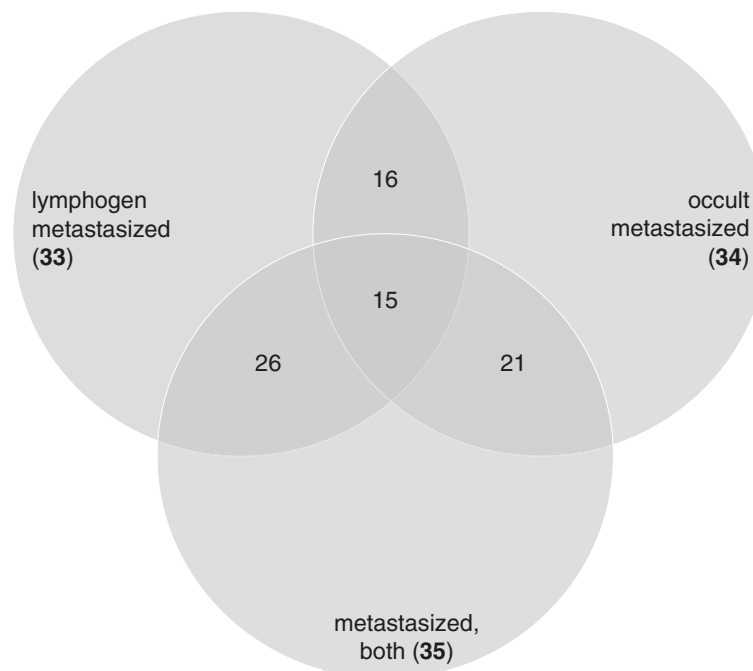 16
lymphogen
metastasized
(33)
occult
metastasized
(34)
15
26
21
metastasized,
both (35)